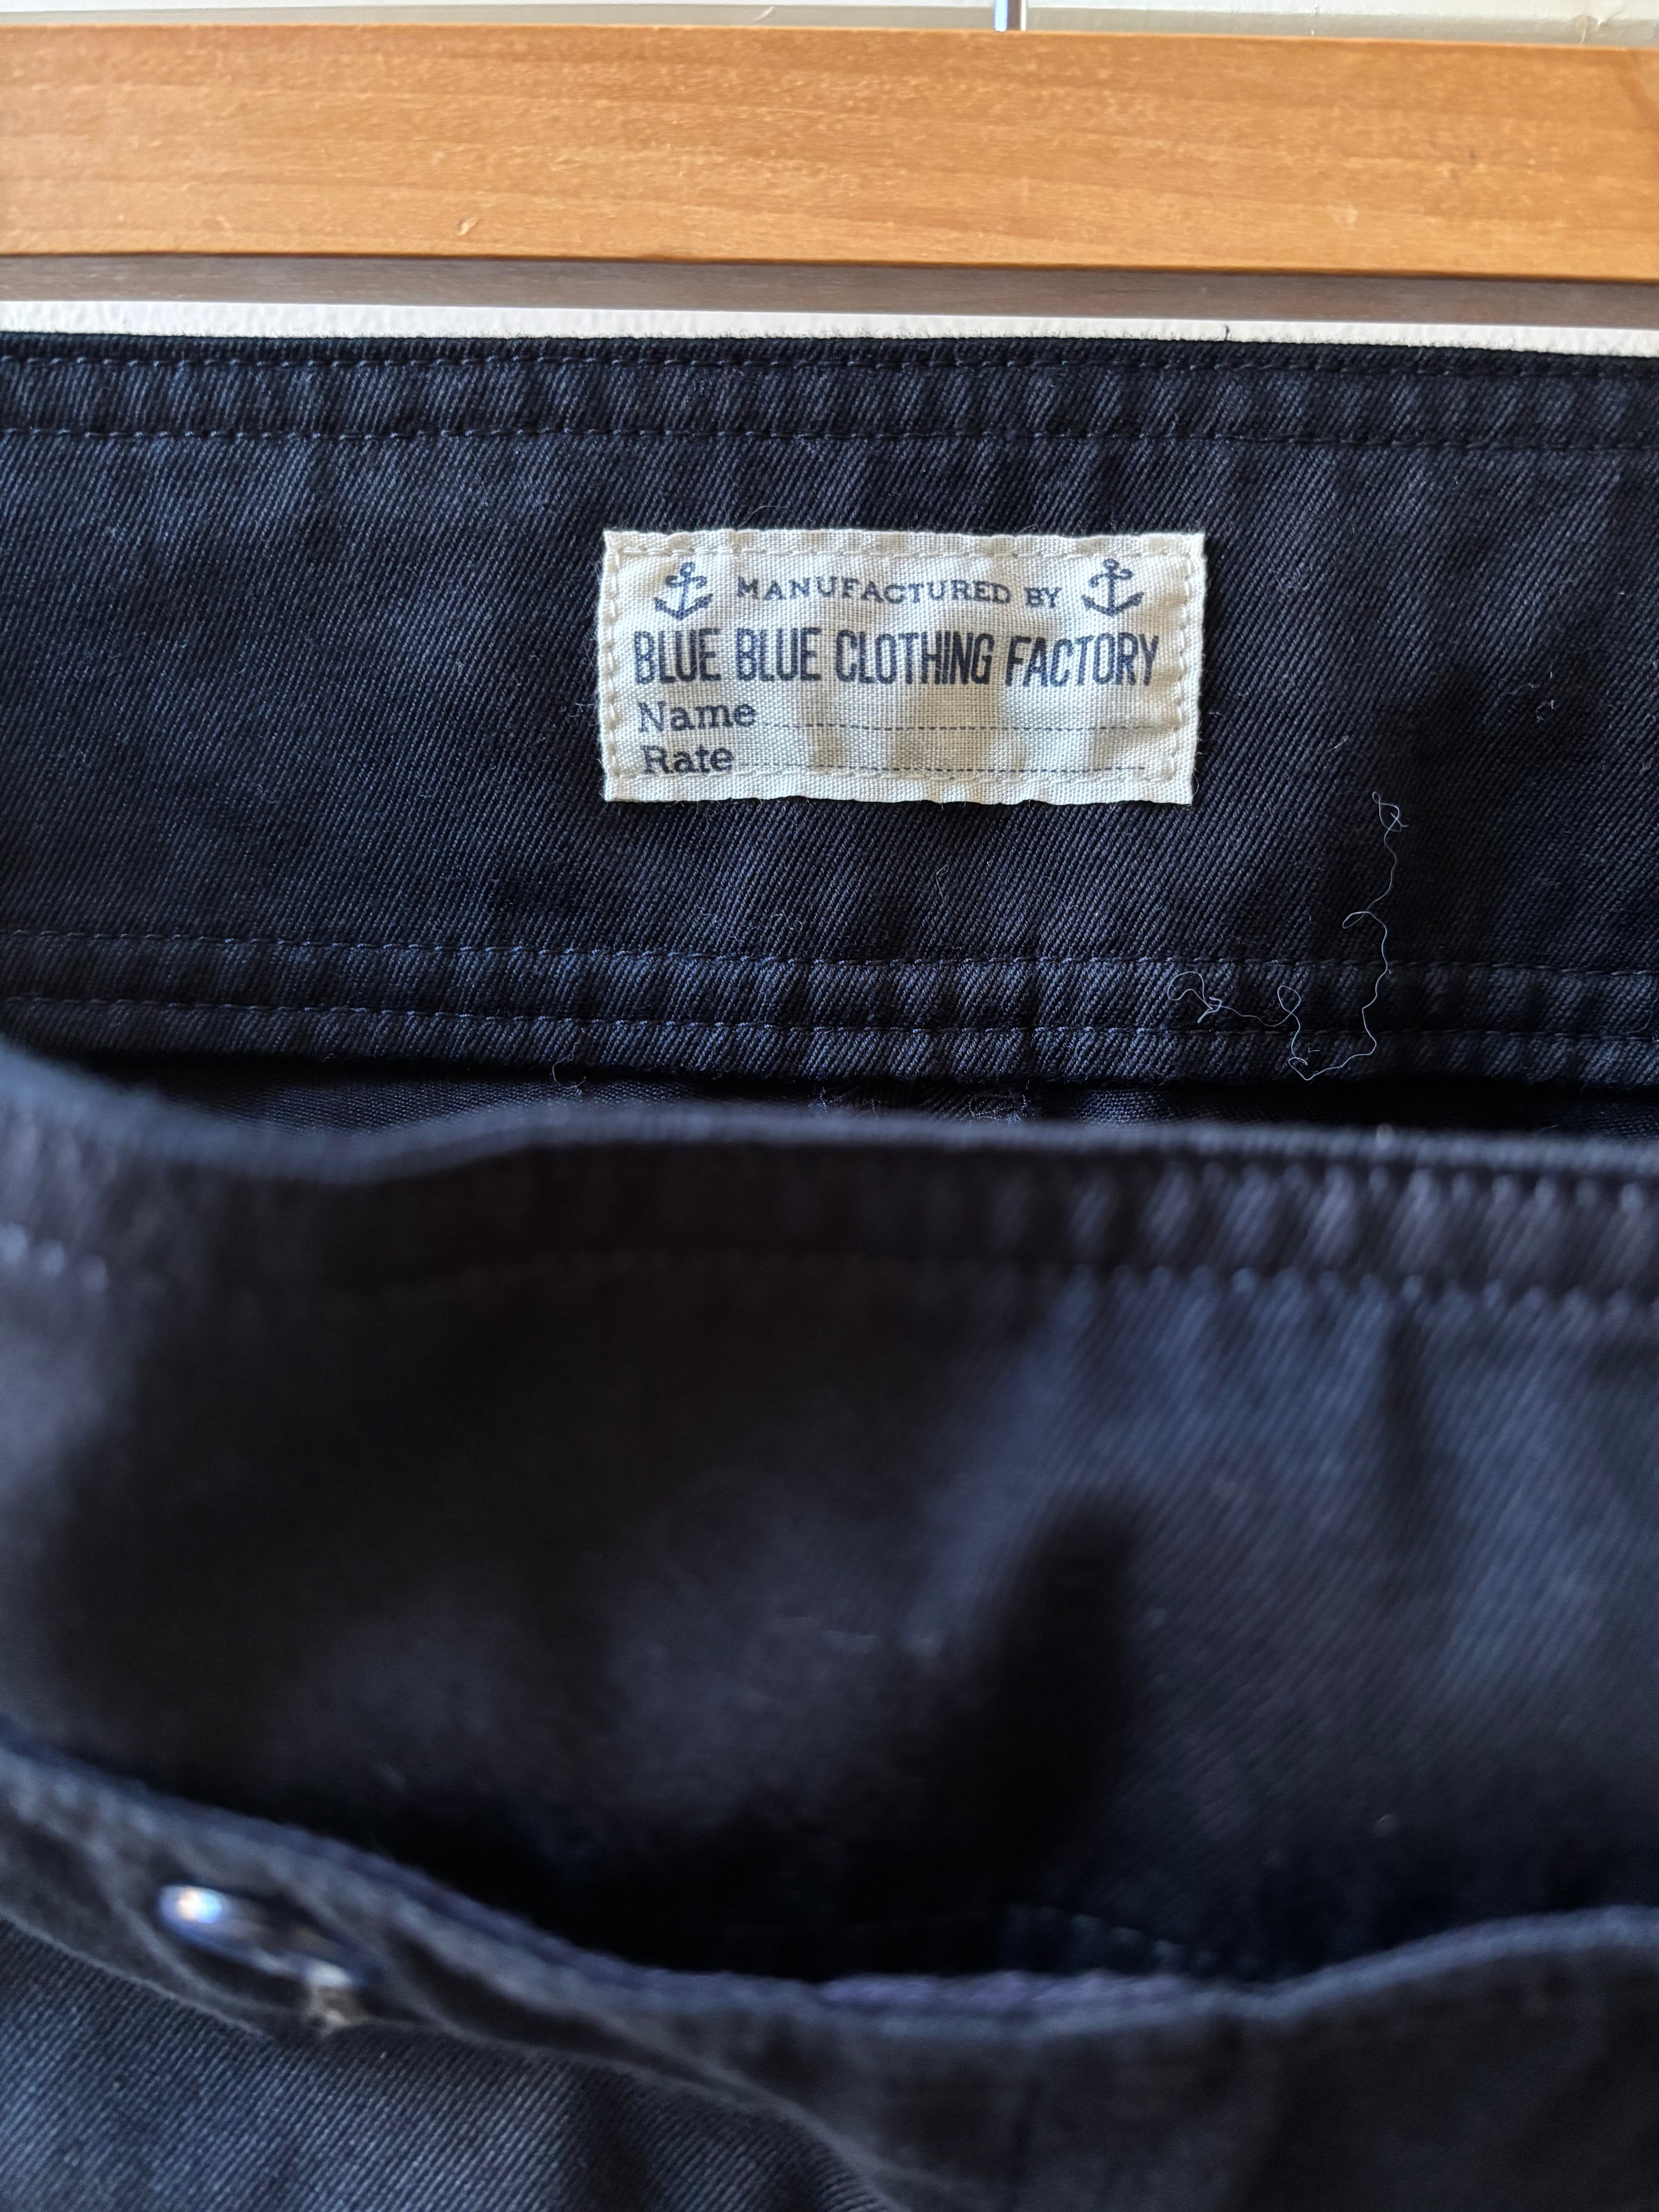 MANUFACTURED BY
BLUE BLUE CLOTHING FACTORY
Name
Rate